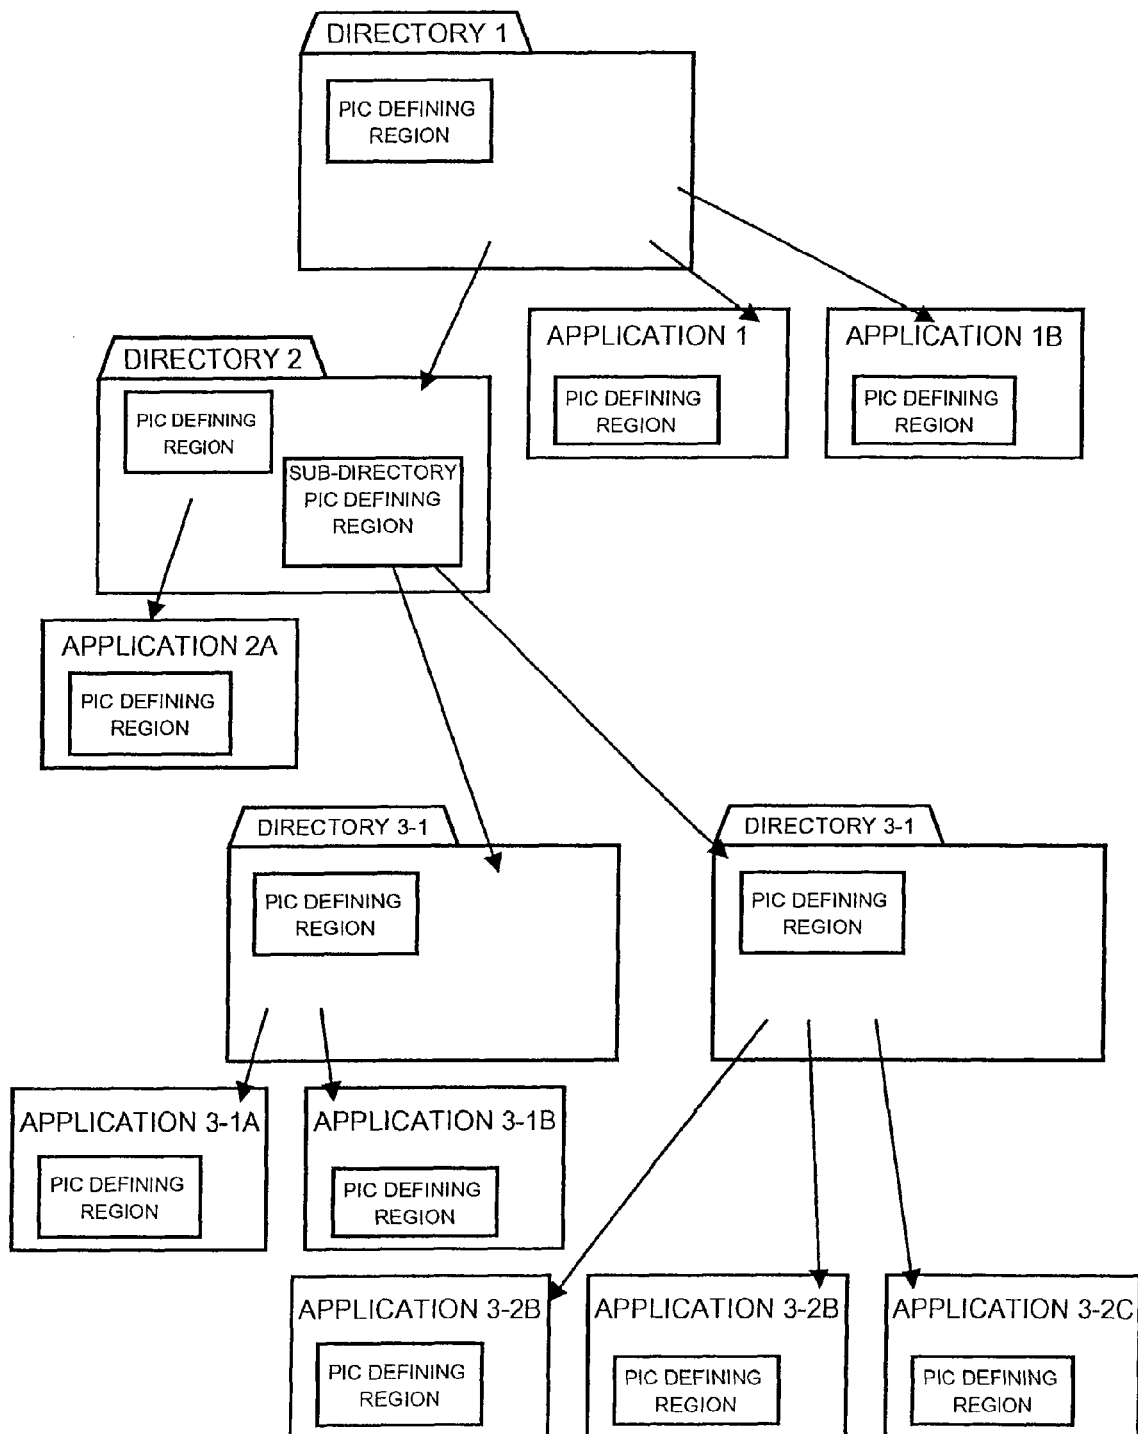 DIRECTORY 1
PIC DEFINING
REGION
APPLICATION 1
PIC DEFINING
REGION
APPLICATION 1B
PIC DEFINING
REGION
DIRECTORY 2
PIC DEFINING
REGION
SUB-DIRECTORY
PIC DEFINING
REGION
APPLICATION 2A
PIC DEFINING
REGION
DIRECTORY 3-1
PIC DEFINING
REGION
DIRECTORY 3-1
PIC DEFINING
REGION
APPLICATION 3-1A
PIC DEFINING
REGION
APPLICATION 3-1B
PIC DEFINING
REGION
APPLICATION 3-2B
PIC DEFINING
REGION
APPLICATION 3-2B
PIC DEFINING
REGION
APPLICATION 3-2C
PIC DEFINING
REGION